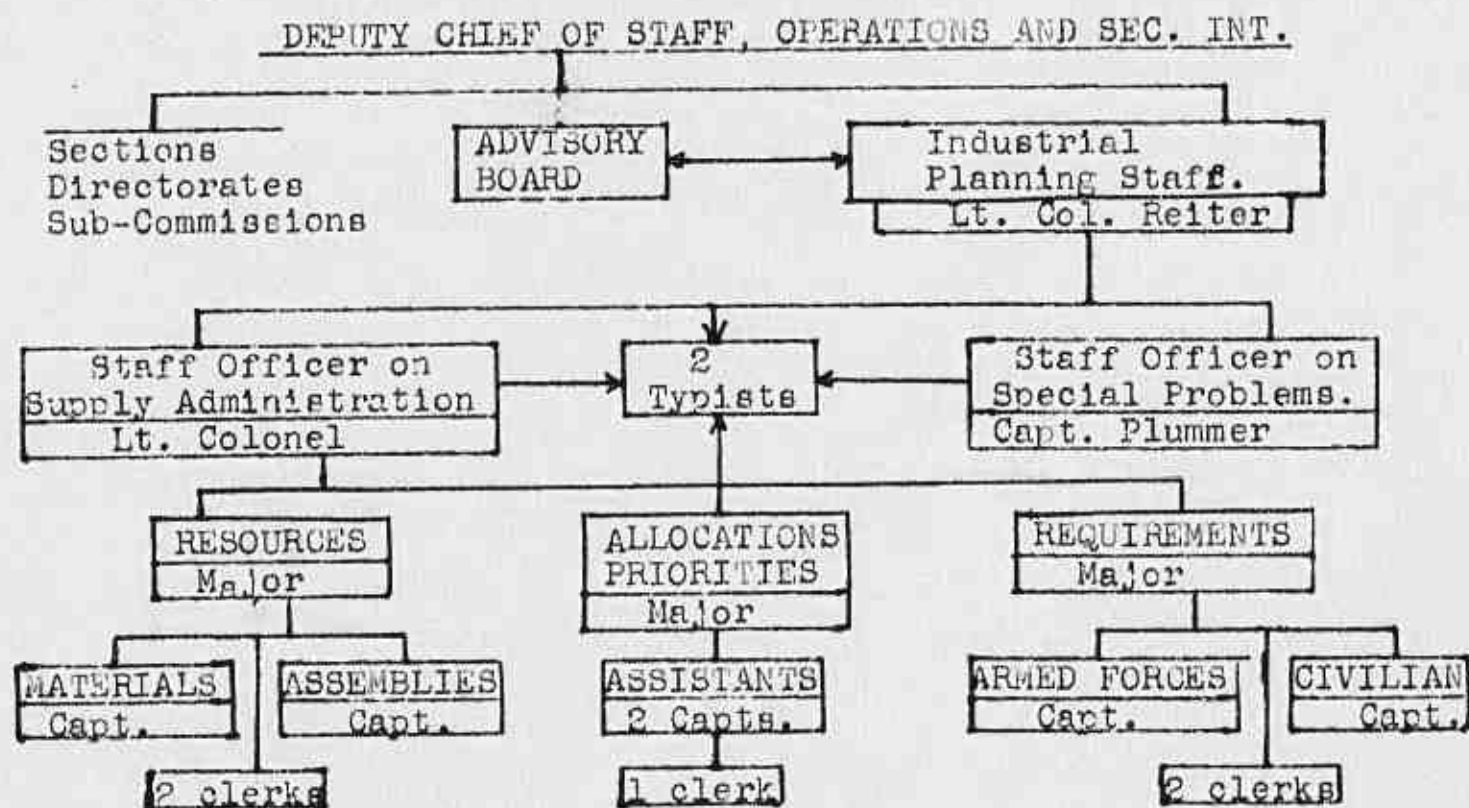 DEPUTY CHIEF OF STAFF, OPERATIONS AND SEC. INT.
Sections
Directorates
Sub-Commissions
ADVISORY
BOARD
Industrial
Planning Staff.
Lt. Col. Reiter
Staff Officer on
Supply Administration
Lt. Colonel
2
Typists
Staff Officer on
Special Problems.
Capt. Plummer
RESOURCES
Major
ALLOCATIONS
PRIORITIES
Major
REQUIREMENTS
Major
MATERIALS
Capt.
ASSEMBLIES
Capt.
ASSISTANTS
2 Capts.
ARMED FORCES
Capt.
CIVILIAN
Capt.
2 clerks
1 clerk
2 clerks